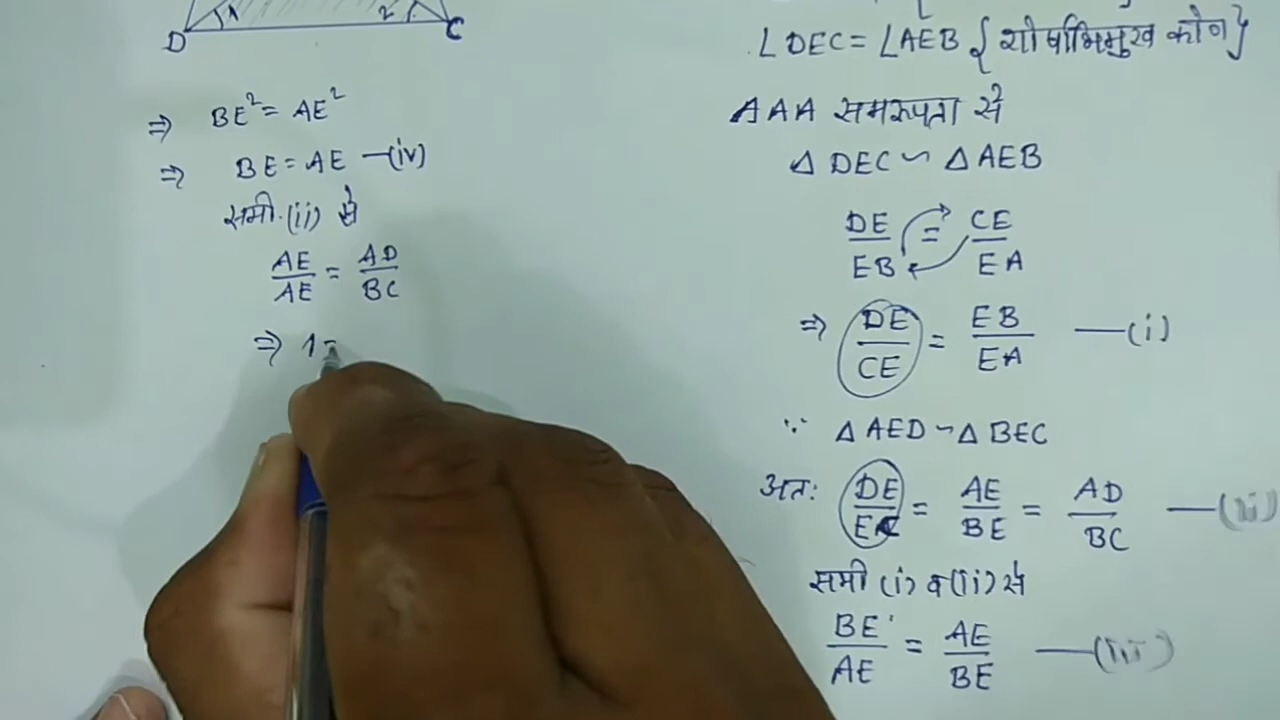 1 2
D C
⇒ BE² = AE²
⇒ BE = AE —(iv)
समी. (ii) से
AE/AE = AD/BC
⇒ 1 =
∠DEC = ∠AEB {शीर्षाभिमुख कोण}
AAA समरूपता से
△ DEC ∽ △ AEB
DE/EB = CE/EA
⇒ DE/CE = EB/EA —(i)
∵ △ AED ∽ △ BEC
अतः DE/EC = AE/BE = AD/BC —(ii)
समी (i) व (ii) से
BE/AE = AE/BE —(iii)